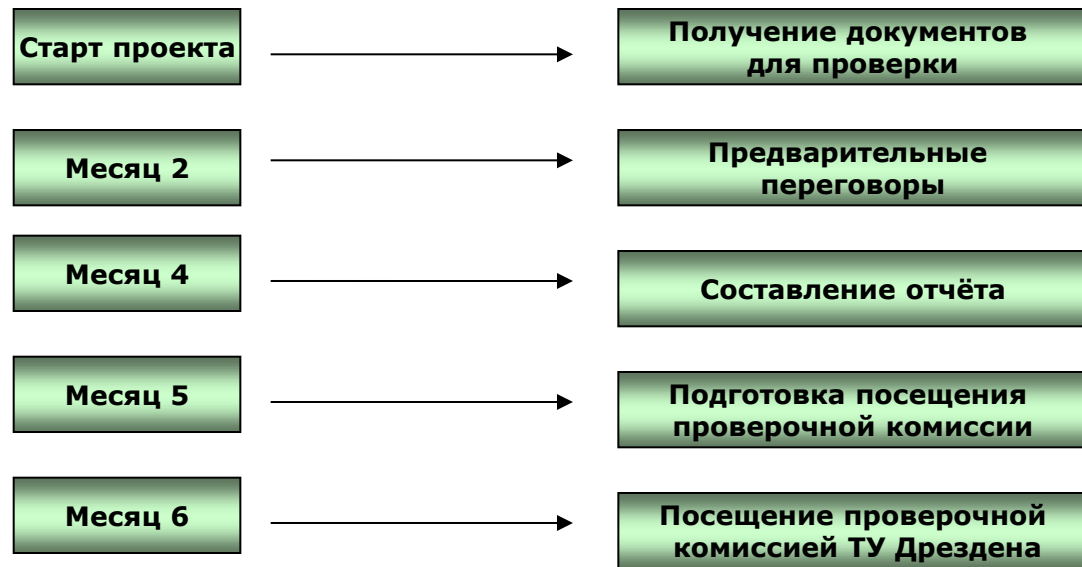 Старт проекта
Получение документов
для проверки
Месяц 2
Предварительные
переговоры
Месяц 4
Составление отчёта
Месяц 5
Подготовка посещения
проверочной комиссии
Месяц 6
Посещение проверочной
комиссией ТУ Дрездена